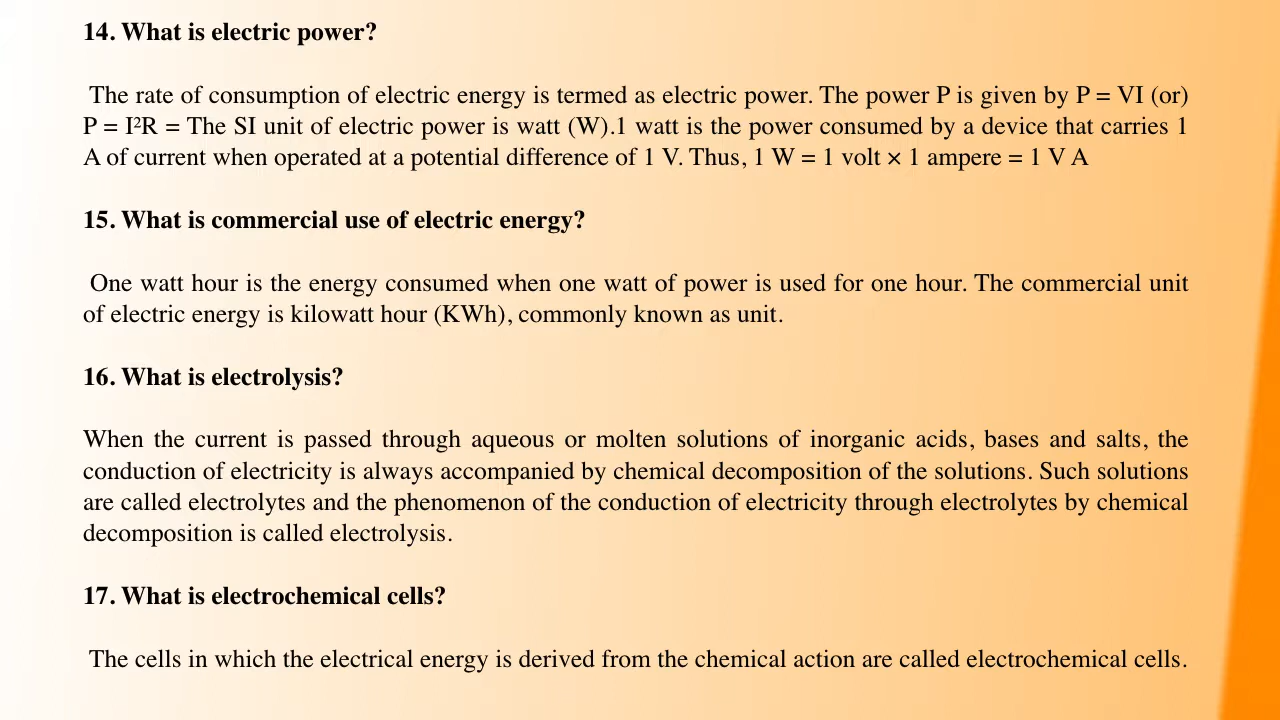 14. What is electric power?
The rate of consumption of electric energy is termed as electric power. The power P is given by P = VI (or)
P = I²R = The SI unit of electric power is watt (W).1 watt is the power consumed by a device that carries 1
A of current when operated at a potential difference of 1 V. Thus, 1 W = 1 volt × 1 ampere = 1 V A
15. What is commercial use of electric energy?
One watt hour is the energy consumed when one watt of power is used for one hour. The commercial unit
of electric energy is kilowatt hour (KWh), commonly known as unit.
16. What is electrolysis?
When the current is passed through aqueous or molten solutions of inorganic acids, bases and salts, the
conduction of electricity is always accompanied by chemical decomposition of the solutions. Such solutions
are called electrolytes and the phenomenon of the conduction of electricity through electrolytes by chemical
decomposition is called electrolysis.
17. What is electrochemical cells?
The cells in which the electrical energy is derived from the chemical action are called electrochemical cells.